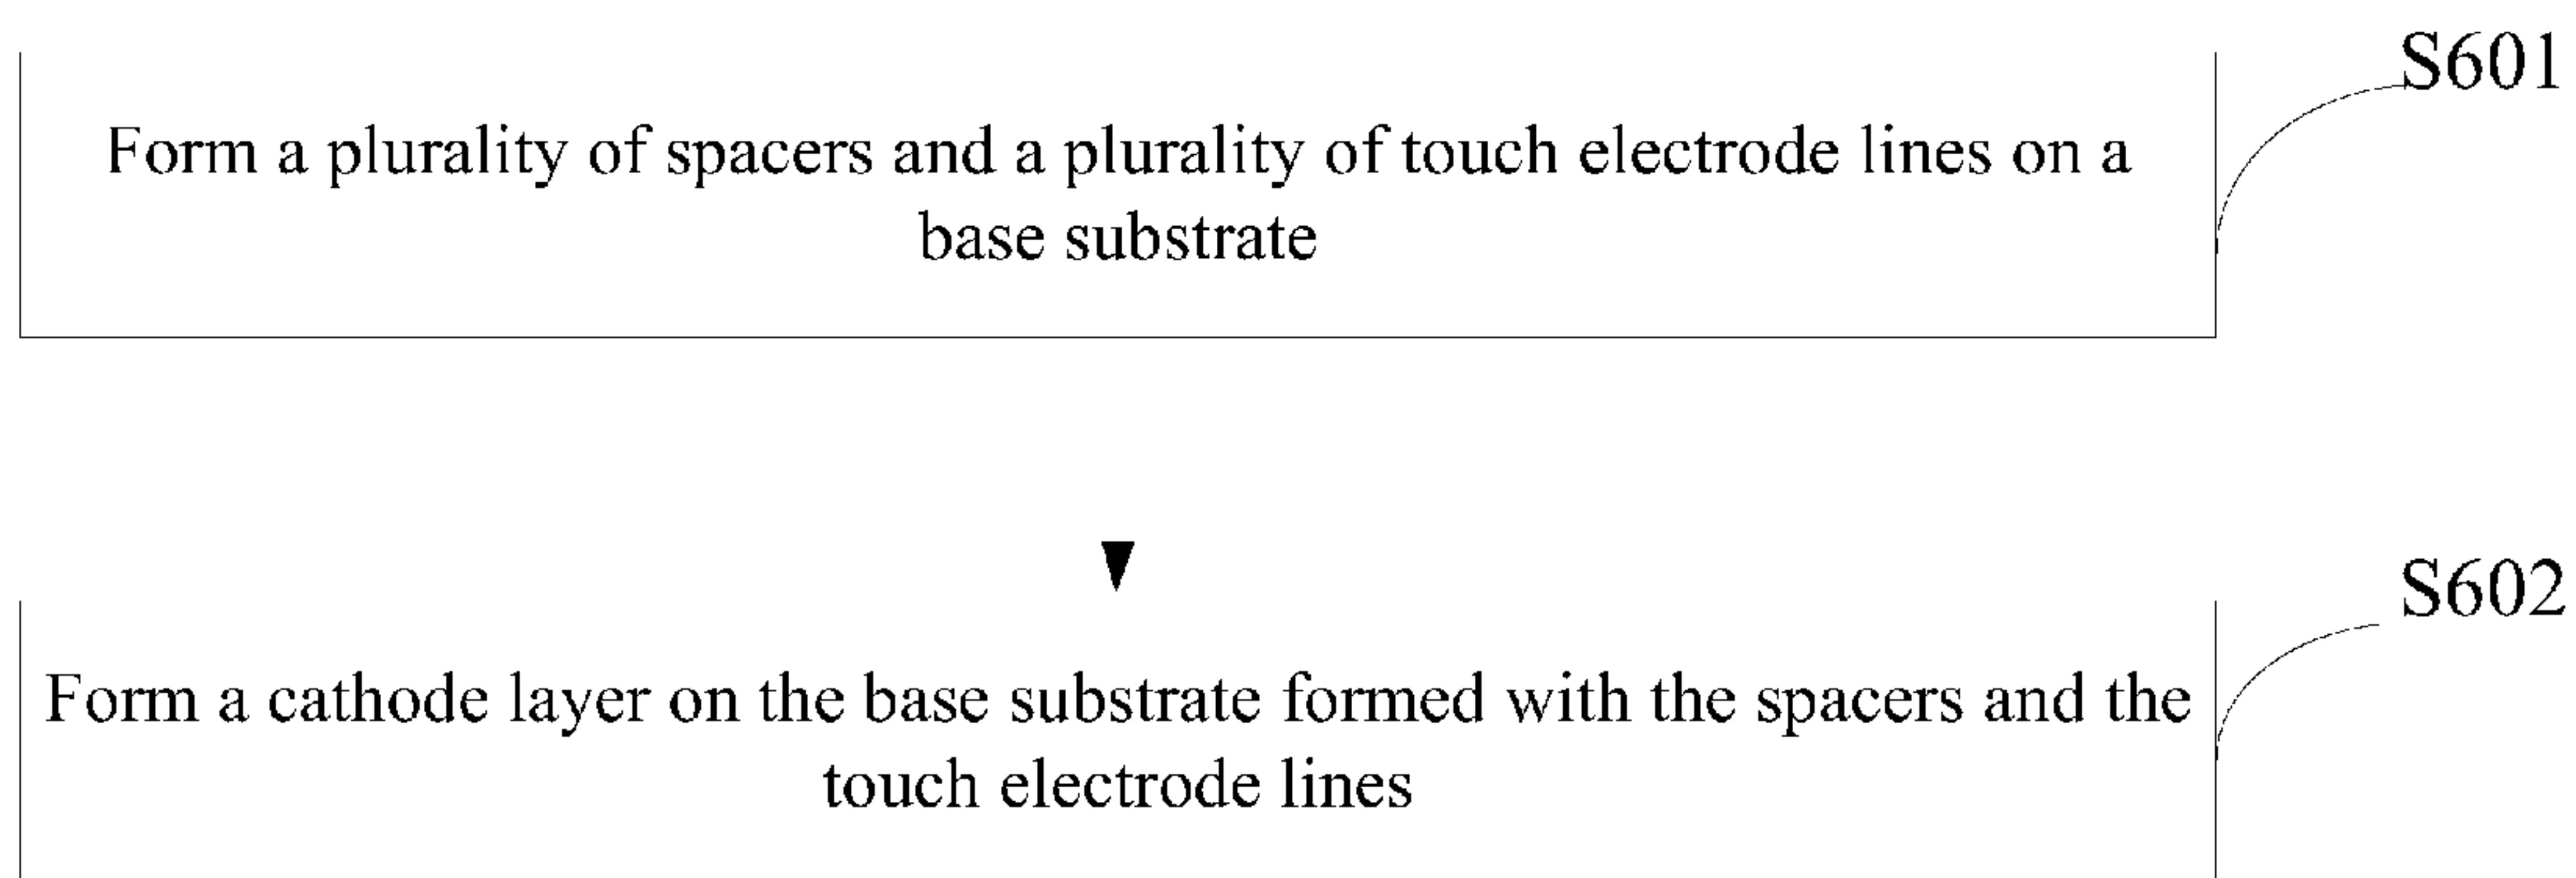 S601
Form a plurality of spacers and a plurality of touch electrode lines on a
base substrate
S602
Form a cathode layer on the base substrate formed with the spacers and the
touch electrode lines